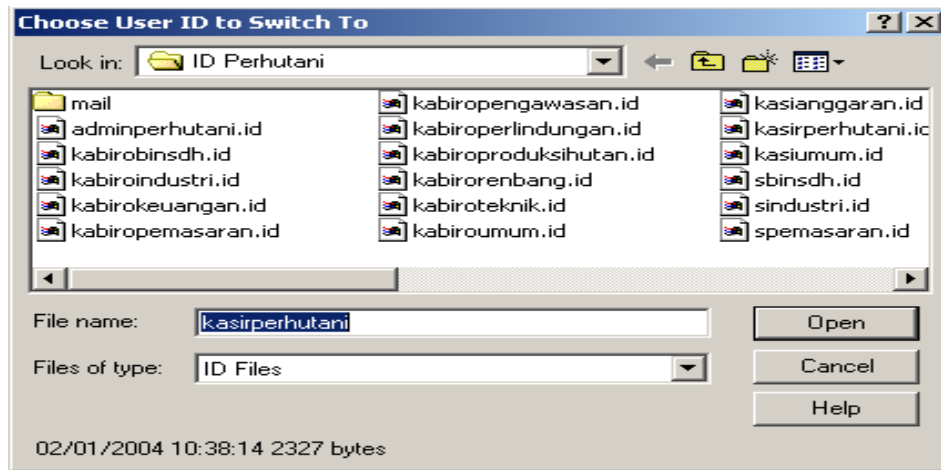 Choose User ID to Switch To
Look in: ID Perhutani
mail kabiropengawasan.id kasianggaran.id
adminperhutani.id kabiroperlindungan.id kasirperhutani.id
kabirobinsdh.id kabiroproduksihutan.id kasiumum.id
kabiroindustri.id kabirorenbang.id sbinsdh.id
kabirokeuangan.id kabiroteknik.id sindustri.id
kabiropemasaran.id kabiroumum.id spemasaran.id
File name: kasirperhutani Open
Files of type: ID Files Cancel
Help
02/01/2004 10:38:14 2327 bytes